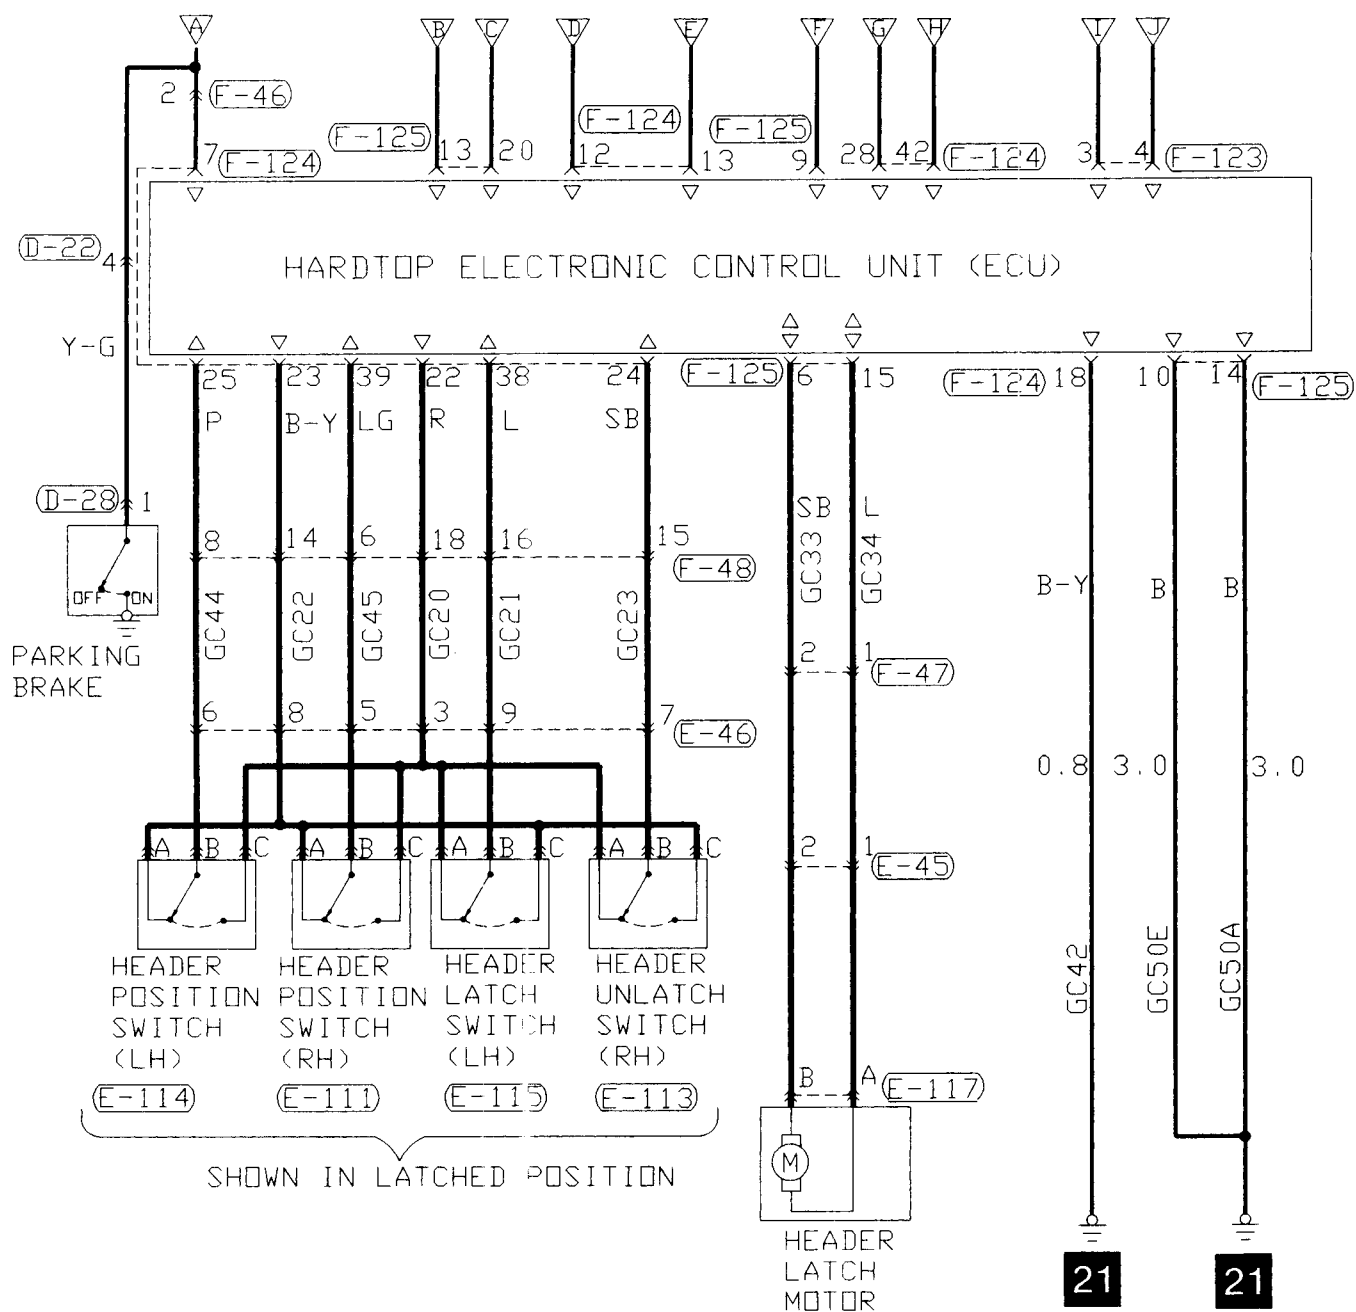 A B C D E F G H I J
2 F-46
F-125 F-124 F-125
7 F-124 13 20 12 13 9 28 42 F-124 3 4 F-123
D-22 4
HARDTOP ELECTRONIC CONTROL UNIT (ECU)
Y-G
25 23 39 22 38 24 F-125 6 15 F-124 18 10 14 F-125
P B-Y LG R L SB
D-28 1
SB L
8 14 6 18 16 15
F-48
GC33 GC34
B-Y B B
OFF ON
GC44 GC22 GC45 GC20 GC21 GC23
PARKING
BRAKE
2 1 F-47
6 8 5 3 9 7 E-46
0.8 3.0 3.0
A B C A B C A B C A B C
2 1 E-45
HEADER
POSITION
SWITCH
(LH)
E-114
HEADER
POSITION
SWITCH
(RH)
E-111
HEADER
LATCH
SWITCH
(LH)
E-115
HEADER
UNLATCH
SWITCH
(RH)
E-113
GC42 GC50E GC50A
B A E-117
SHOWN IN LATCHED POSITION
M
HEADER
LATCH
MOTOR
21 21